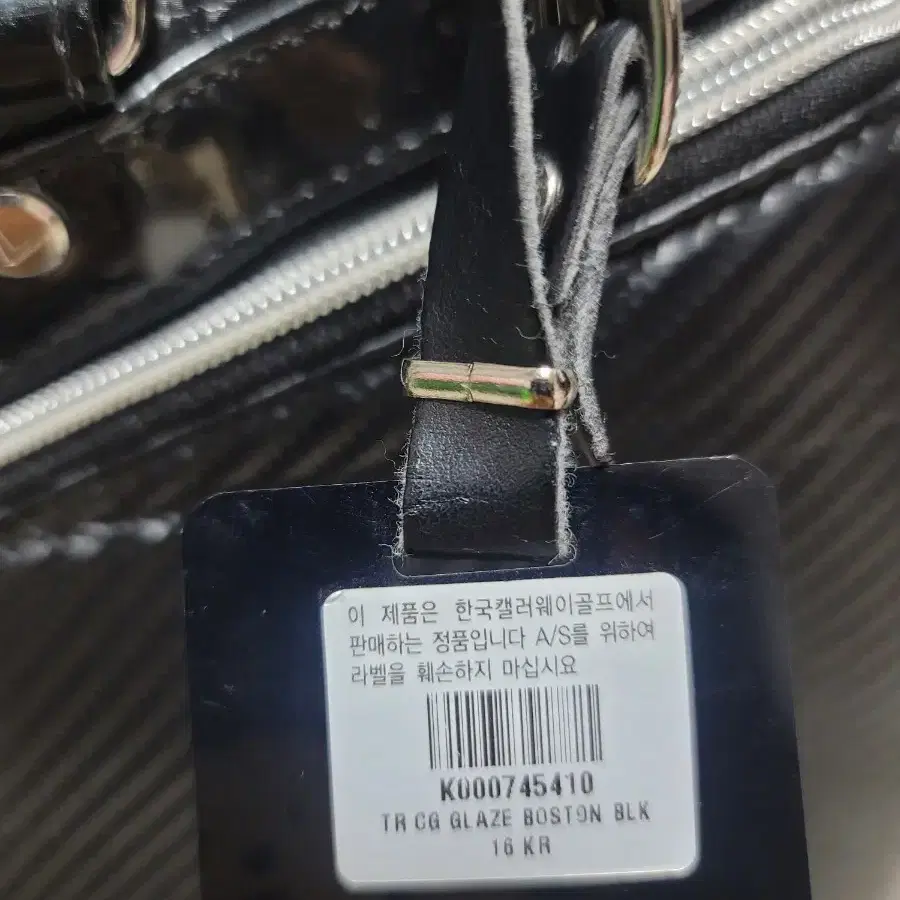 이 제품은 한국캘러웨이골프에서
판매하는 정품입니다 A/S를 위하여
라벨을 훼손하지 마십시요
K000745410
TR CG GLAZE BOSTON BLK
16 KR